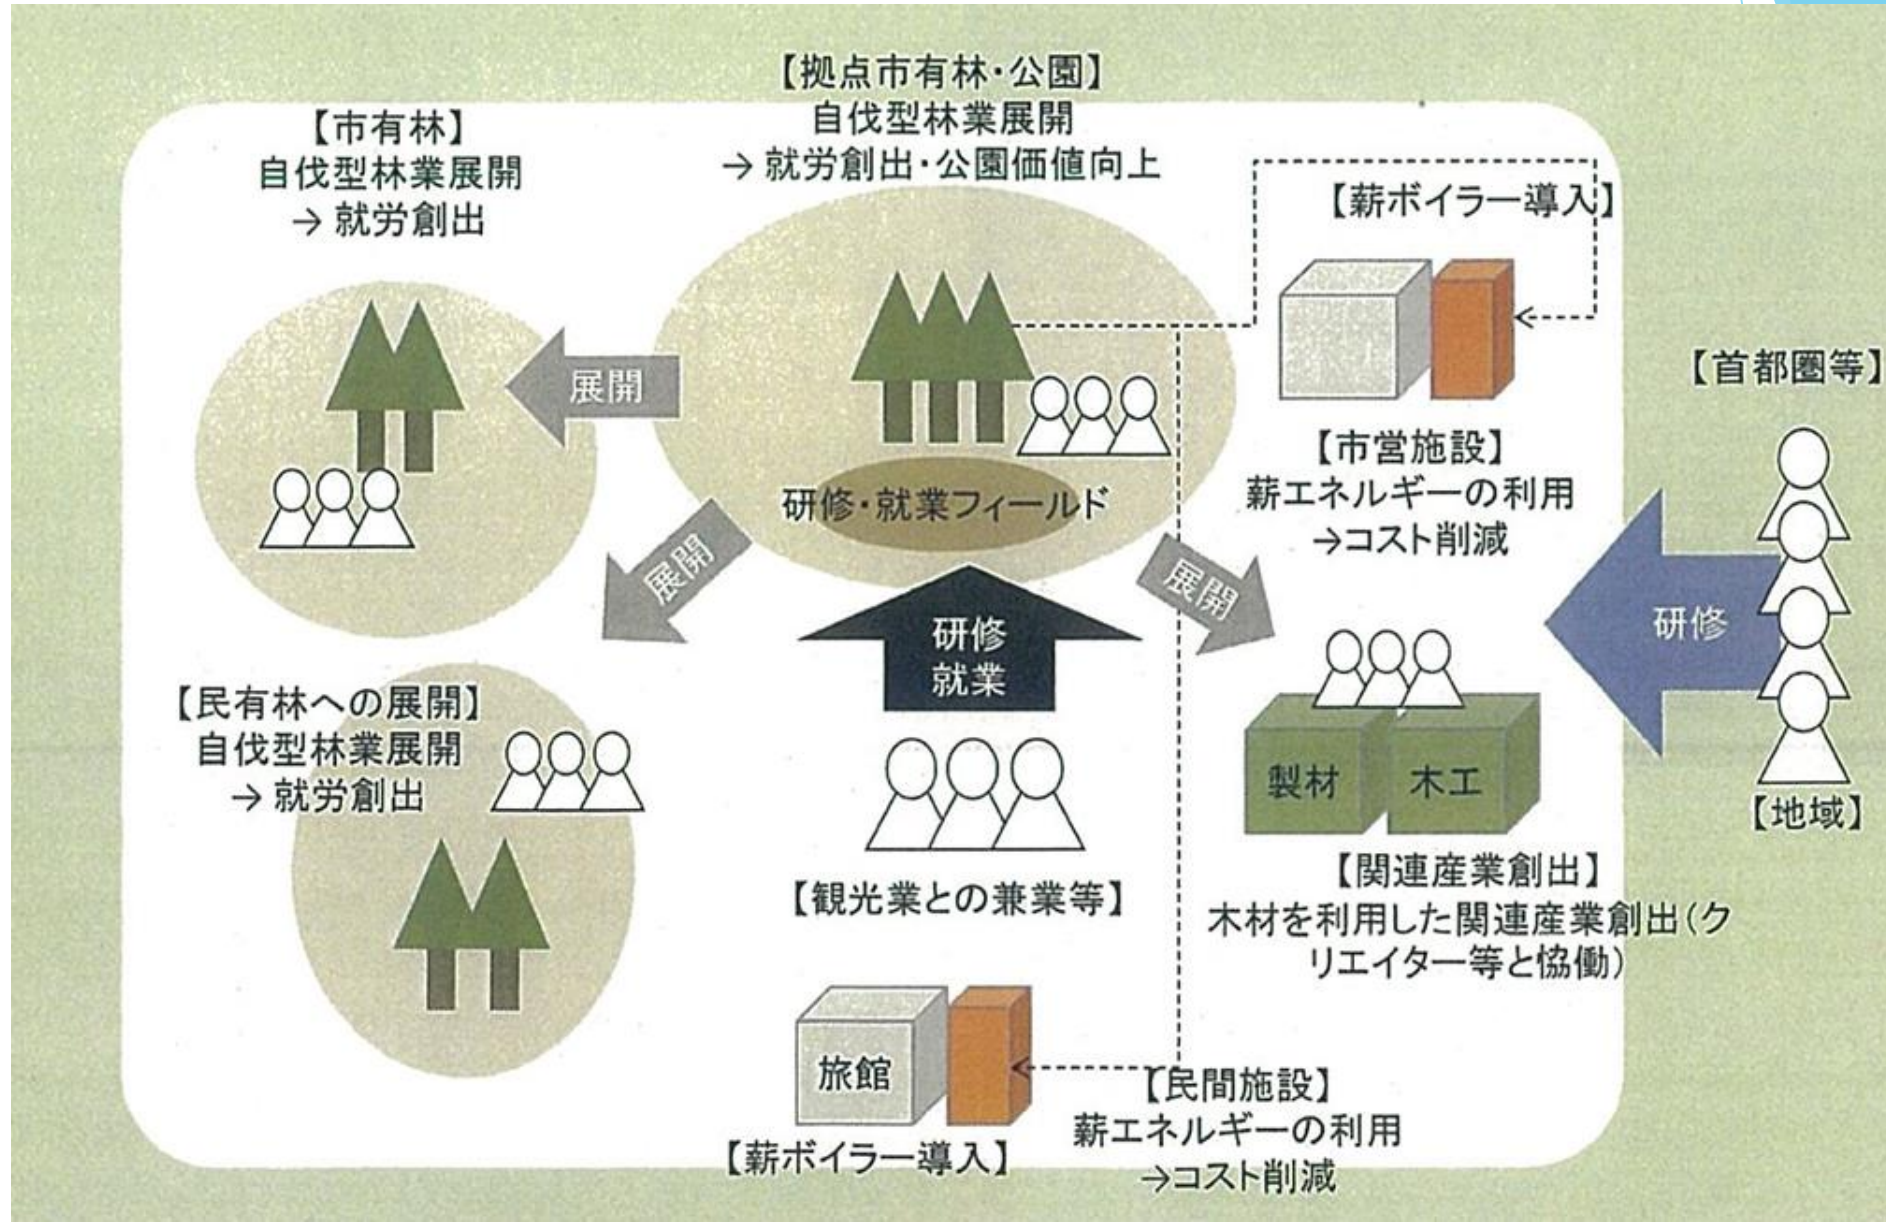 【拠点市有林・公園】
自伐型林業展開
→ 就労創出・公園価値向上
【市有林】
自伐型林業展開
→ 就労創出
【薪ボイラー導入】
展開
【首都圏等】
研修・就業フィールド
【市営施設】
薪エネルギーの利用
→コスト削減
展開
展開
研修
就業
研修
【民有林への展開】
自伐型林業展開
→ 就労創出
製材
木工
【地域】
【観光業との兼業等】
【関連産業創出】
木材を利用した関連産業創出（ク
リエイター等と協働）
旅館
【民間施設】
薪エネルギーの利用
→コスト削減
【薪ボイラー導入】